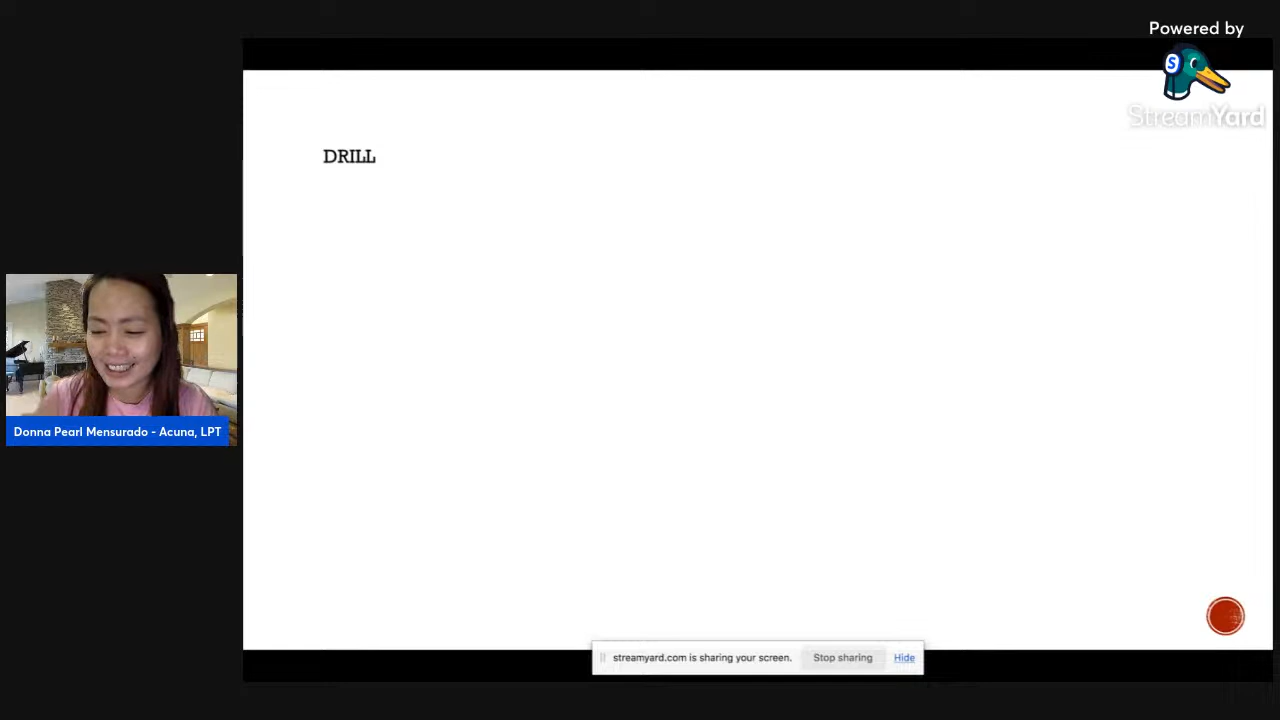 Powered by
S
StreamYard
DRILL
Donna Pearl Mensurado - Acuna, LPT
streamyard.com is sharing your screen. Stop sharing Hide